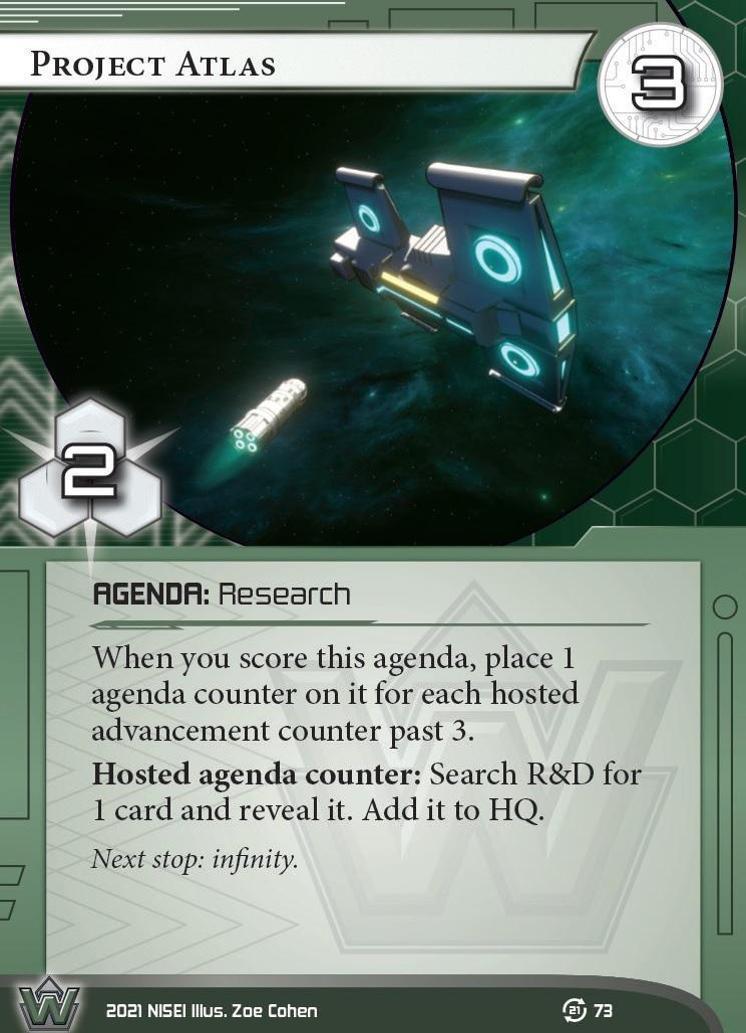 Project Atlas
3
2
AGENDA: Research
When you score this agenda, place 1
agenda counter on it for each hosted
advancement counter past 3.
Hosted agenda counter: Search R&D for
1 card and reveal it. Add it to HQ.
Next stop: infinity.
W
2021 NISEI Illus. Zoe Cohen
21 73